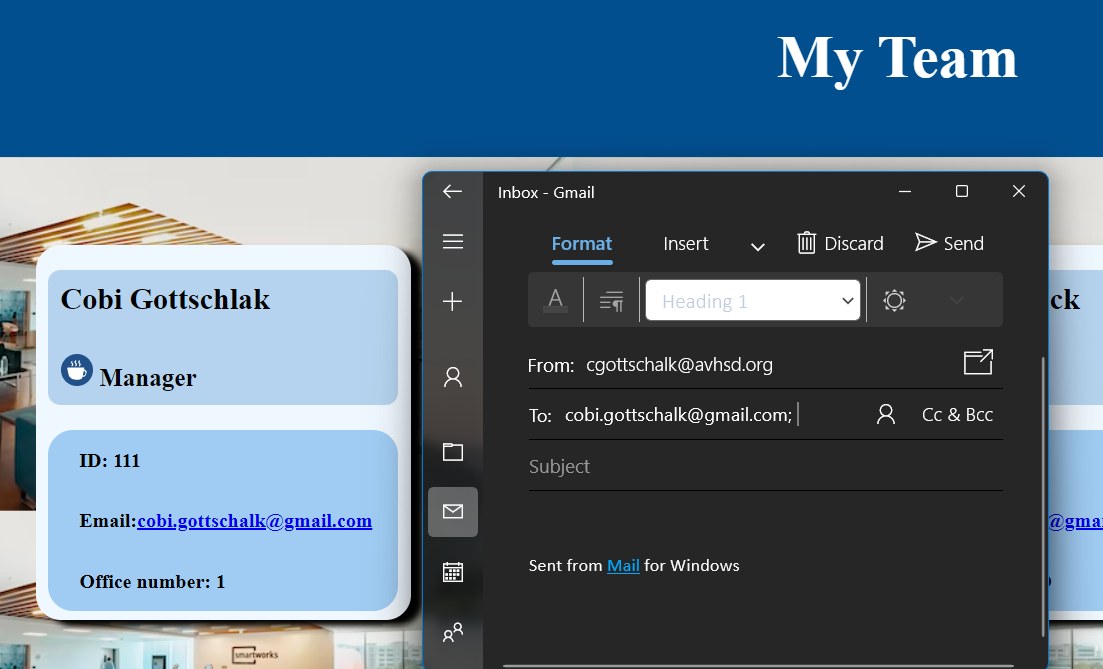 My Team
Inbox - Gmail
Format Insert Discard Send
Heading 1
From: cgottschalk@avhsd.org
To: cobi.gottschalk@gmail.com; Cc & Bcc
Subject
Sent from Mail for Windows
Cobi Gottschlak
Manager
ID: 111
Email:cobi.gottschalk@gmail.com
Office number: 1
smartworks
ck
@gma